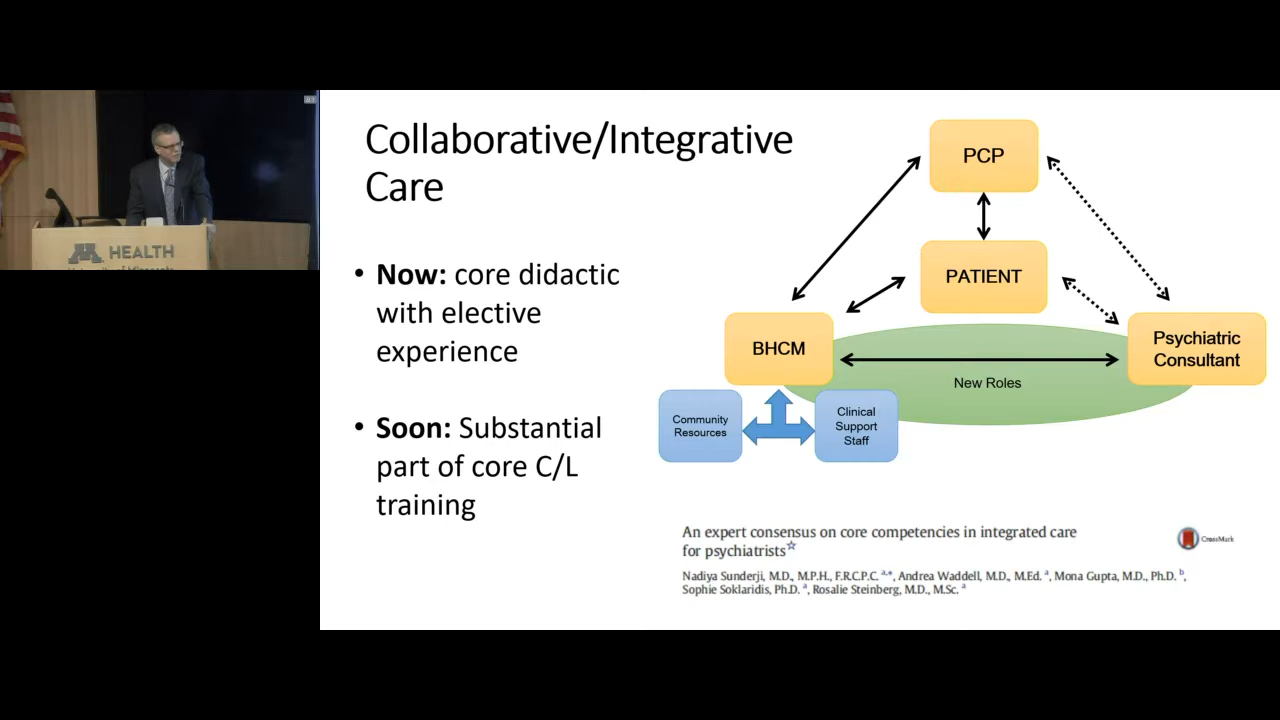 HEALTH
Collaborative/Integrative
Care
• Now: core didactic
with elective
experience
• Soon: Substantial
part of core C/L
training
PCP
PATIENT
BHCM
Psychiatric
Consultant
New Roles
Community
Resources
Clinical
Support
Staff
An expert consensus on core competencies in integrated care
for psychiatrists☆
CrossMark
Nadiya Sunderji, M.D., M.P.H., F.R.C.P.C. a,*, Andrea Waddell, M.D., M.Ed. a, Mona Gupta, M.D., Ph.D. b,
Sophie Soklaridis, Ph.D. a, Rosalie Steinberg, M.D., M.Sc. a